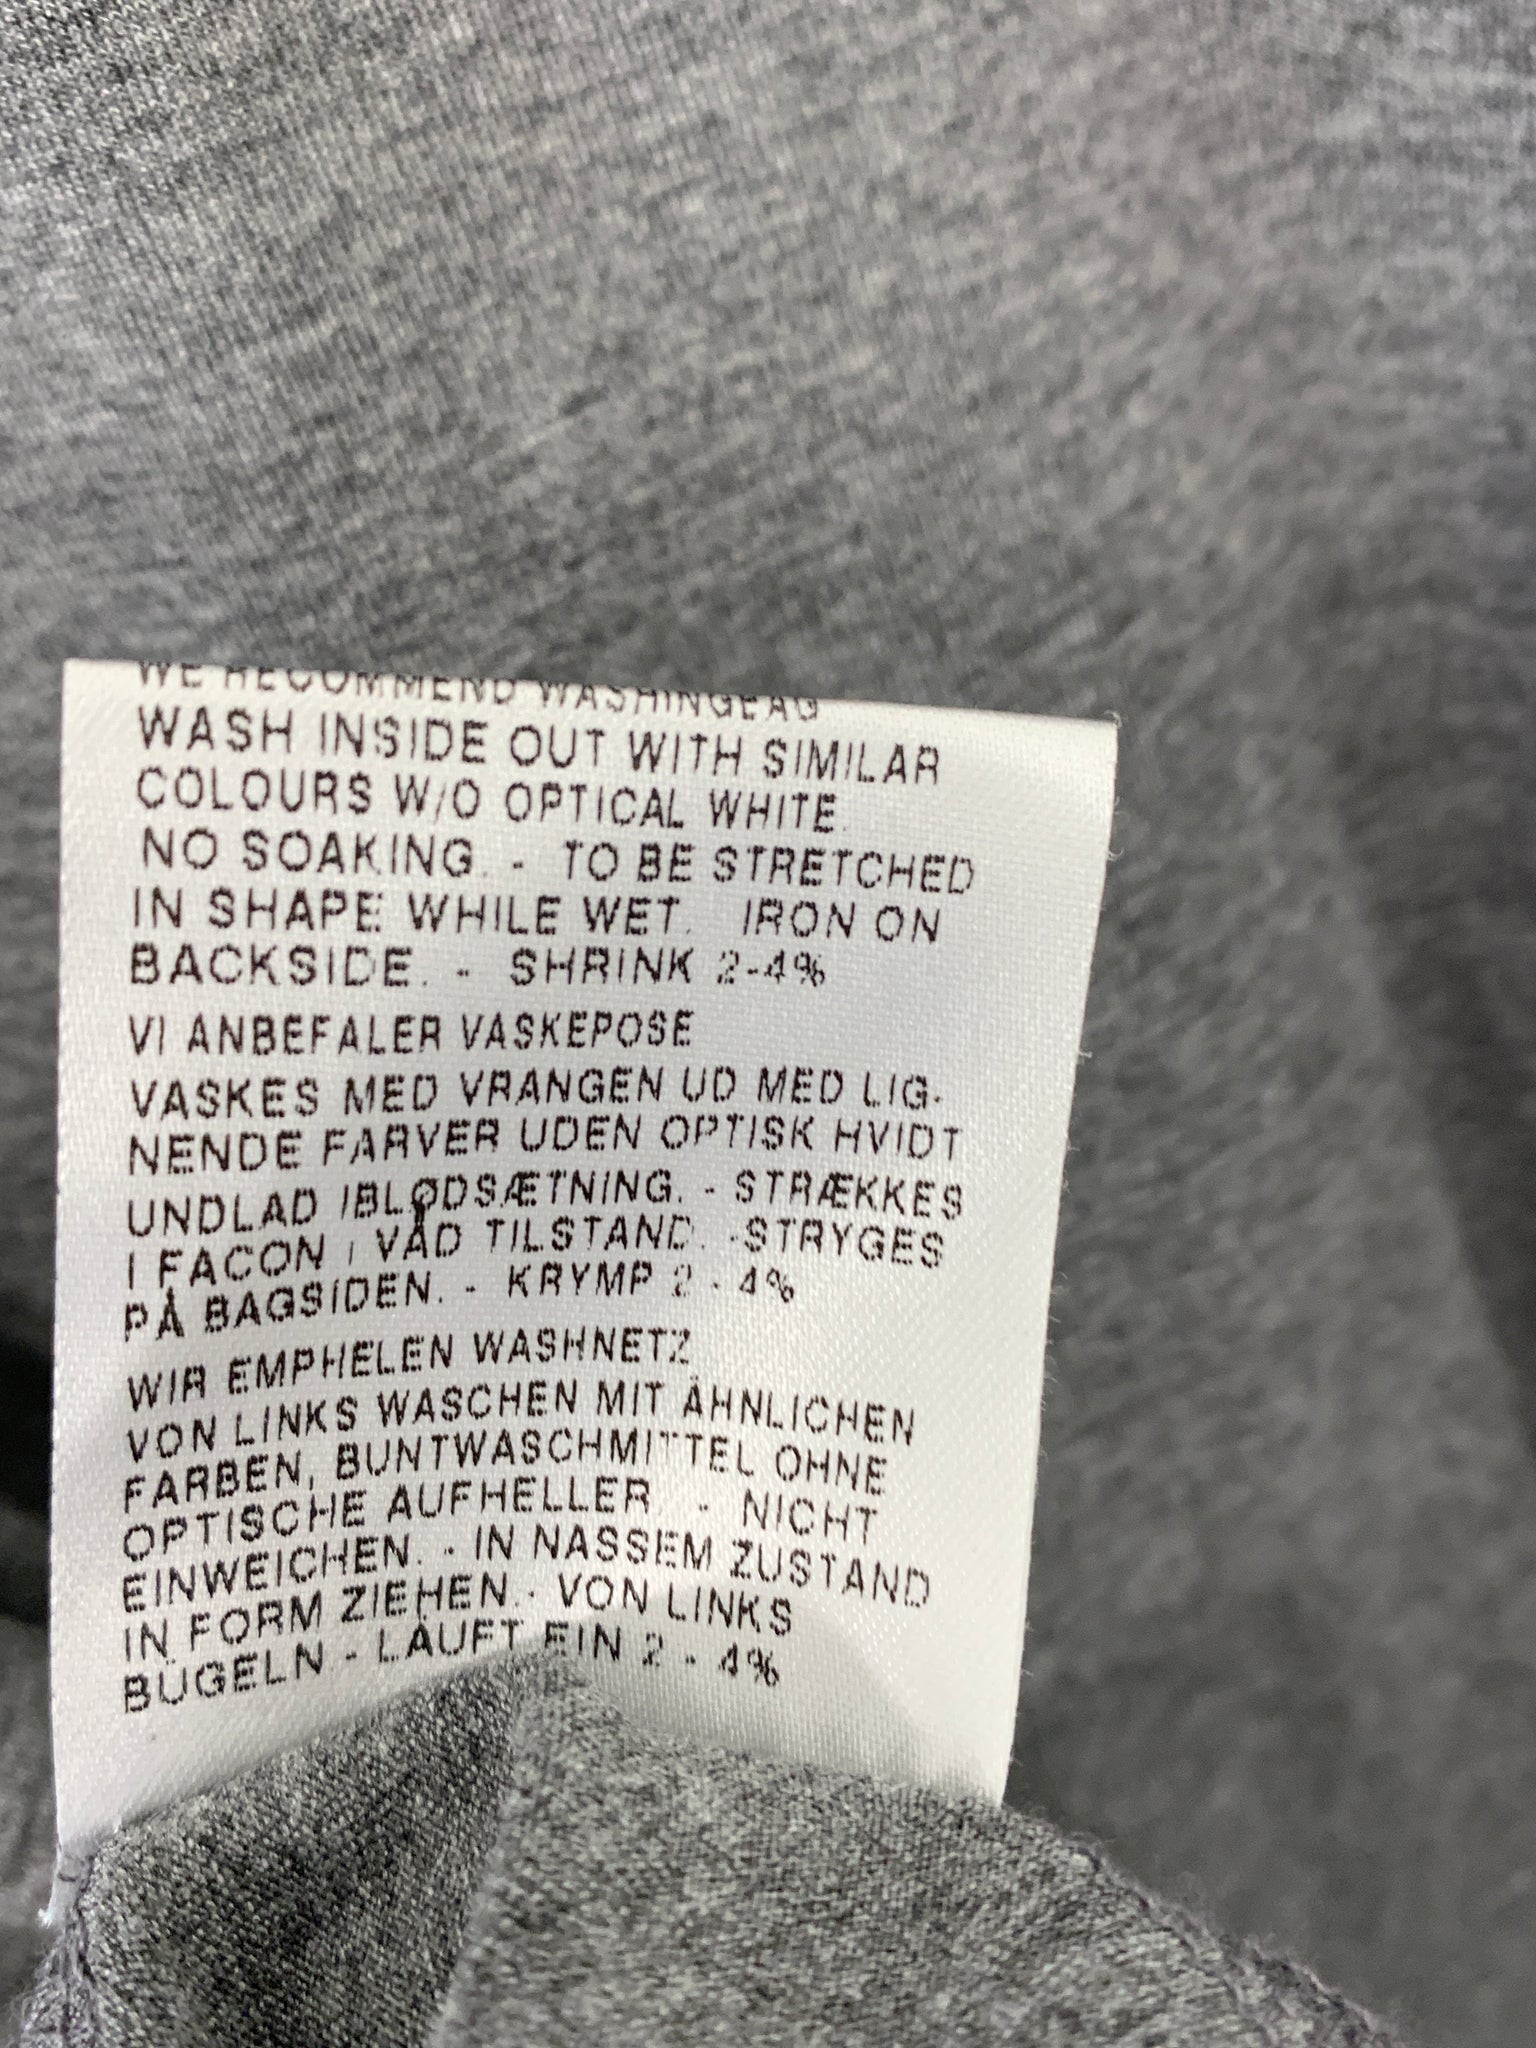 WE RECOMMEND WASHINGEAG
WASH INSIDE OUT WITH SIMILAR
COLOURS W/O OPTICAL WHITE.
NO SOAKING. - TO BE STRETCHED
IN SHAPE WHILE WET. IRON ON
BACKSIDE. - SHRINK 2-4%
VI ANBEFALER VASKEPOSE
VASKES MED VRANGEN UD MED LIG-
NENDE FARVER UDEN OPTISK HVIDT
UNDLAD IBLØDSÆTNING. - STRÆKKES
I FACON I VÅD TILSTAND. -STRYGES
PÅ BAGSIDEN. - KRYMP 2 - 4%
WIR EMPHELEN WASHNETZ
VON LINKS WASCHEN MIT ÄHNLICHEN
FARBEN, BUNTWASCHMITTEL OHNE
OPTISCHE AUFHELLER. - NICHT
EINWEICHEN. - IN NASSEM ZUSTAND
IN FORM ZIEHEN. - VON LINKS
BÜGELN - LÄUFT EIN 2 - 4%